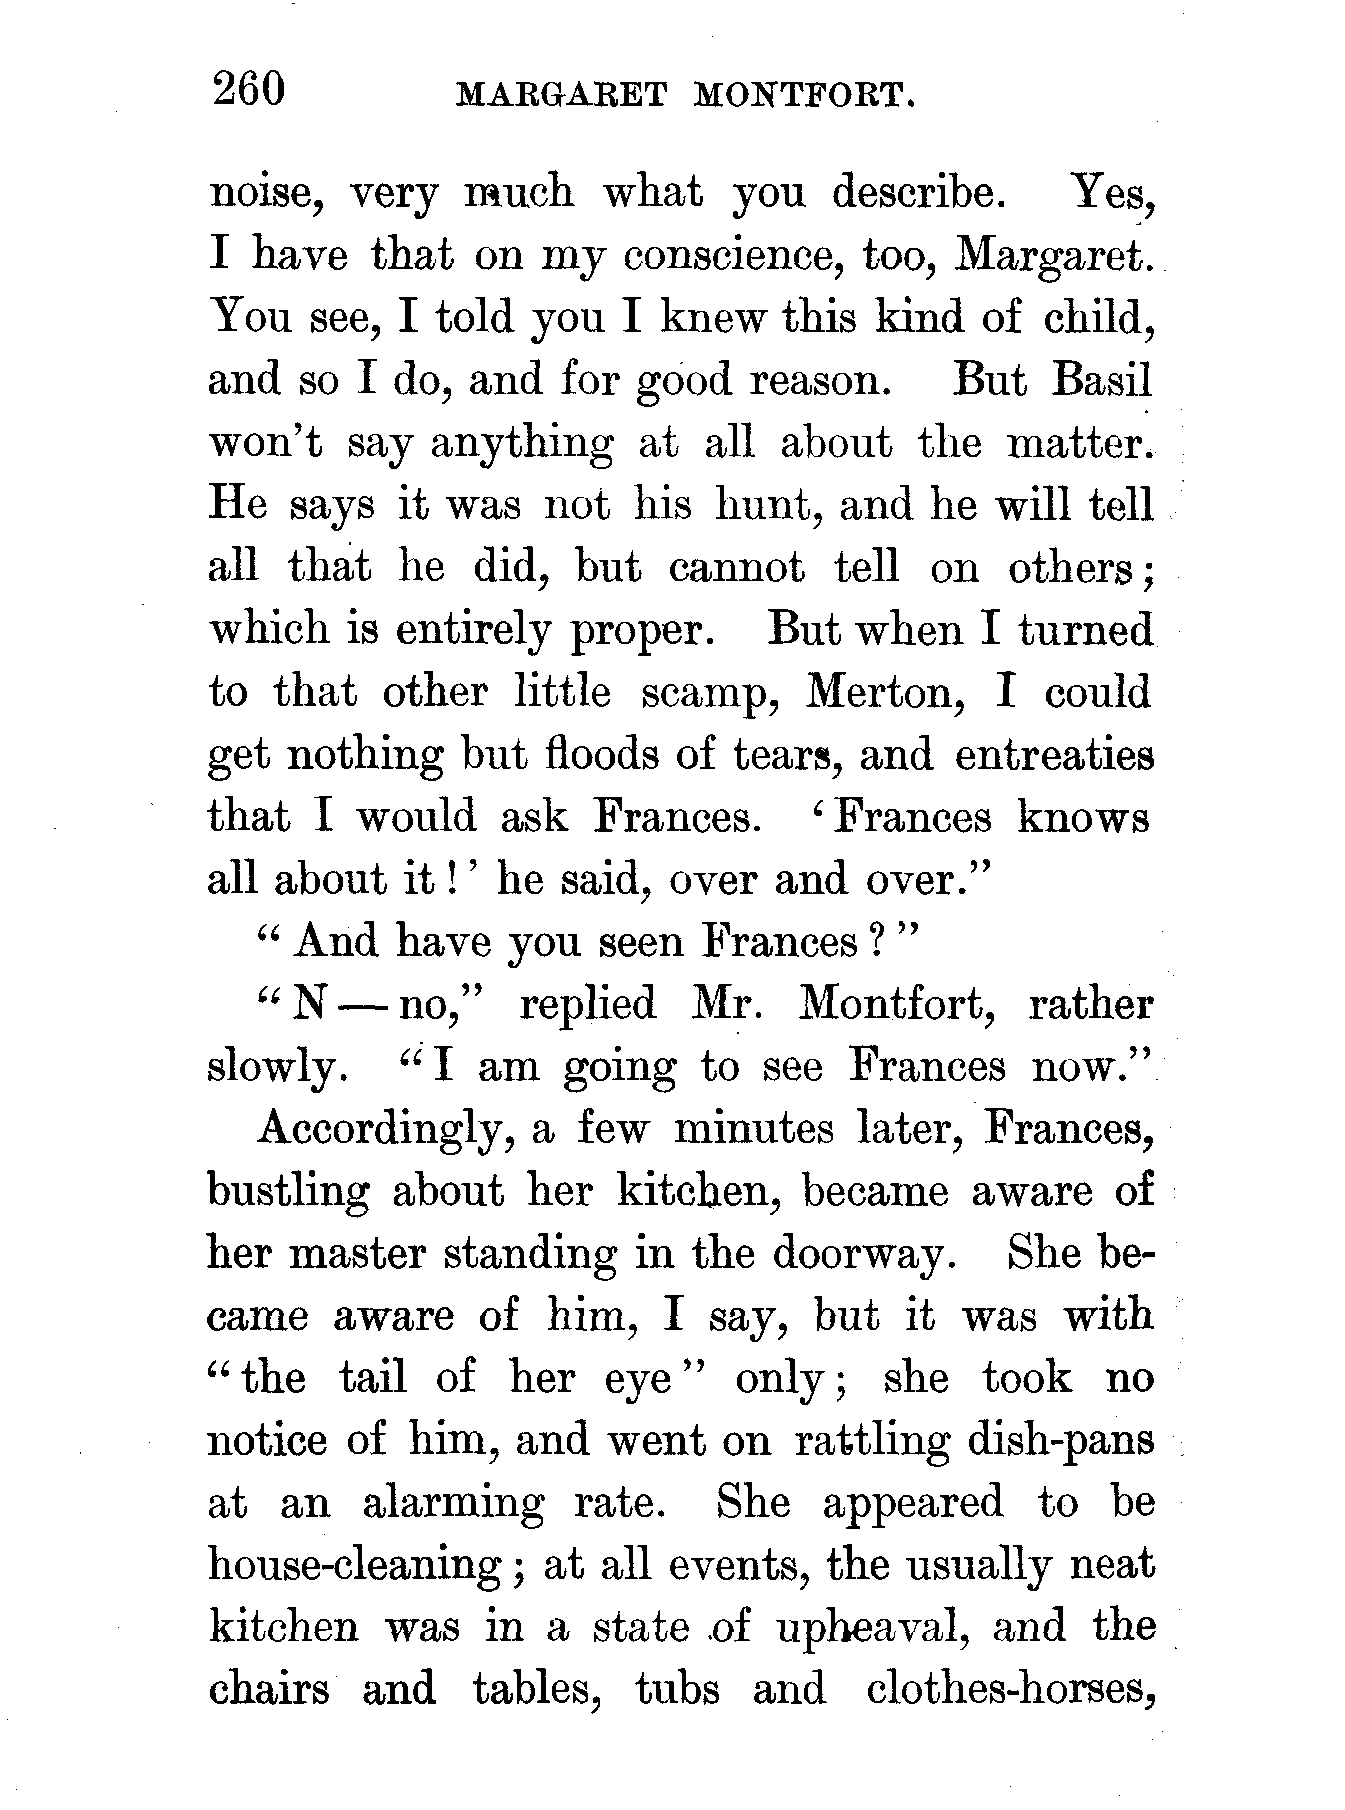 260 MARGARET MONTFORT.
noise, very much what you describe. Yes,
I have that on my conscience, too, Margaret.
You see, I told you I knew this kind of child,
and so I do, and for good reason. But Basil
won't say anything at all about the matter.
He says it was not his hunt, and he will tell
all that he did, but cannot tell on others;
which is entirely proper. But when I turned
to that other little scamp, Merton, I could
get nothing but floods of tears, and entreaties
that I would ask Frances. ‘Frances knows
all about it!’ he said, over and over.”
“And have you seen Frances?”
“N—no,” replied Mr. Montfort, rather
slowly. “I am going to see Frances now.”
Accordingly, a few minutes later, Frances,
bustling about her kitchen, became aware of
her master standing in the doorway. She be-
came aware of him, I say, but it was with
“the tail of her eye” only; she took no
notice of him, and went on rattling dish-pans
at an alarming rate. She appeared to be
house-cleaning; at all events, the usually neat
kitchen was in a state of upheaval, and the
chairs and tables, tubs and clothes-horses,